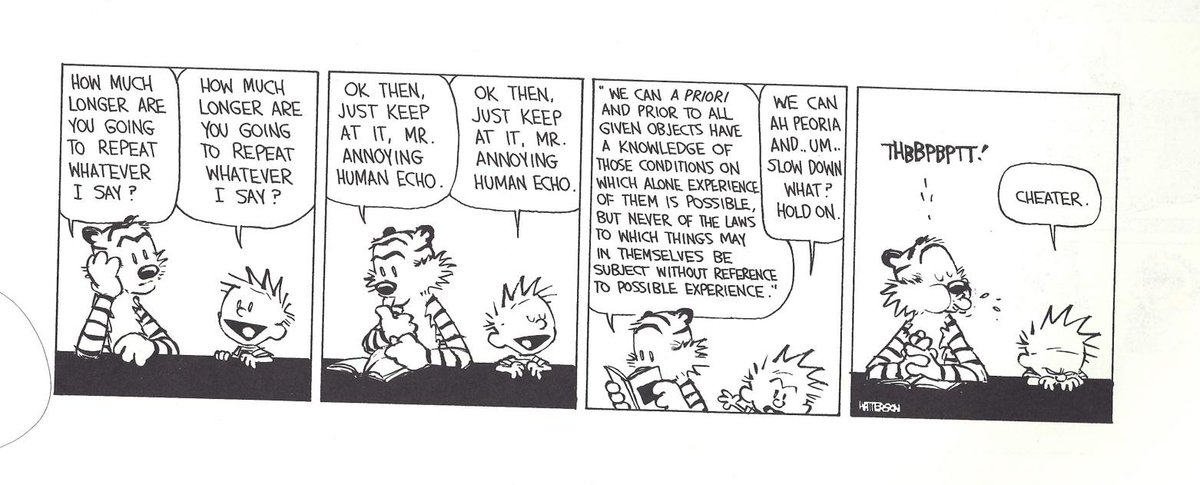 HOW MUCH
LONGER ARE
YOU GOING
TO REPEAT
WHATEVER
I SAY?
HOW MUCH
LONGER ARE
YOU GOING
TO REPEAT
WHATEVER
I SAY?
OK THEN,
JUST KEEP
AT IT, MR.
ANNOYING
HUMAN ECHO.
OK THEN,
JUST KEEP
AT IT, MR.
ANNOYING
HUMAN ECHO.
"WE CAN A PRIORI
AND PRIOR TO ALL
GIVEN OBJECTS HAVE
A KNOWLEDGE OF
THOSE CONDITIONS ON
WHICH ALONE EXPERIENCE
OF THEM IS POSSIBLE,
BUT NEVER OF THE LAWS
TO WHICH THINGS MAY
IN THEMSELVES BE
SUBJECT WITHOUT REFERENCE
TO POSSIBLE EXPERIENCE."
WE CAN
AH PEORIA
AND..UM..
SLOW DOWN
WHAT?
HOLD ON.
THBBPBPTT!
CHEATER.
WATTERSON